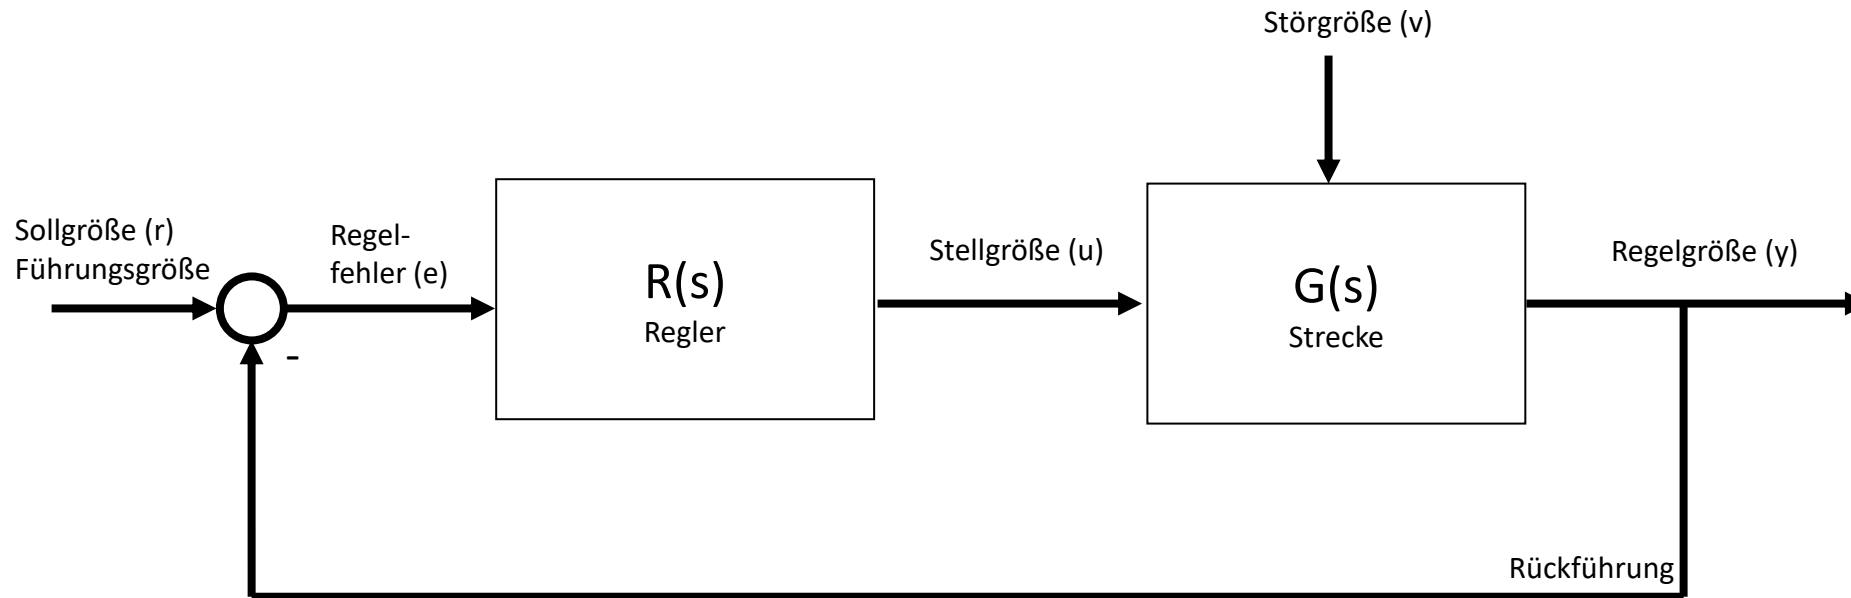 Störgröße (v)
Sollgröße (r)
Führungsgröße
Regel-
fehler (e)
R(s)
Regler
Stellgröße (u)
G(s)
Strecke
Regelgröße (y)
-
Rückführung